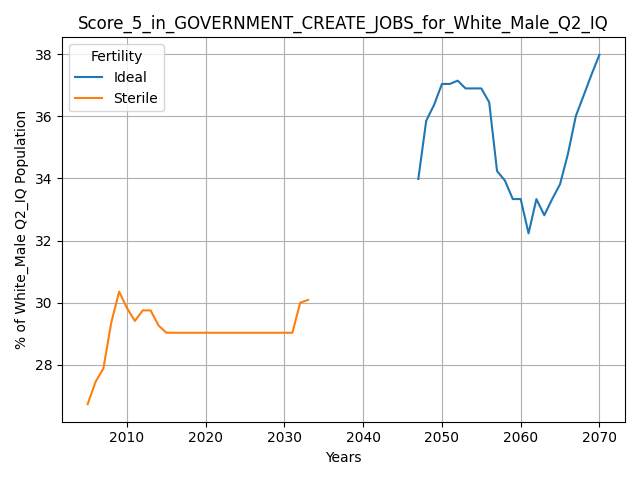 Score_5_in_GOVERNMENT_CREATE_JOBS_for_White_Male_Q2_IQ
Fertility
Ideal
Sterile
% of White_Male Q2_IQ Population
38
36
34
32
30
28
2010 2020 2030 2040 2050 2060 2070
Years